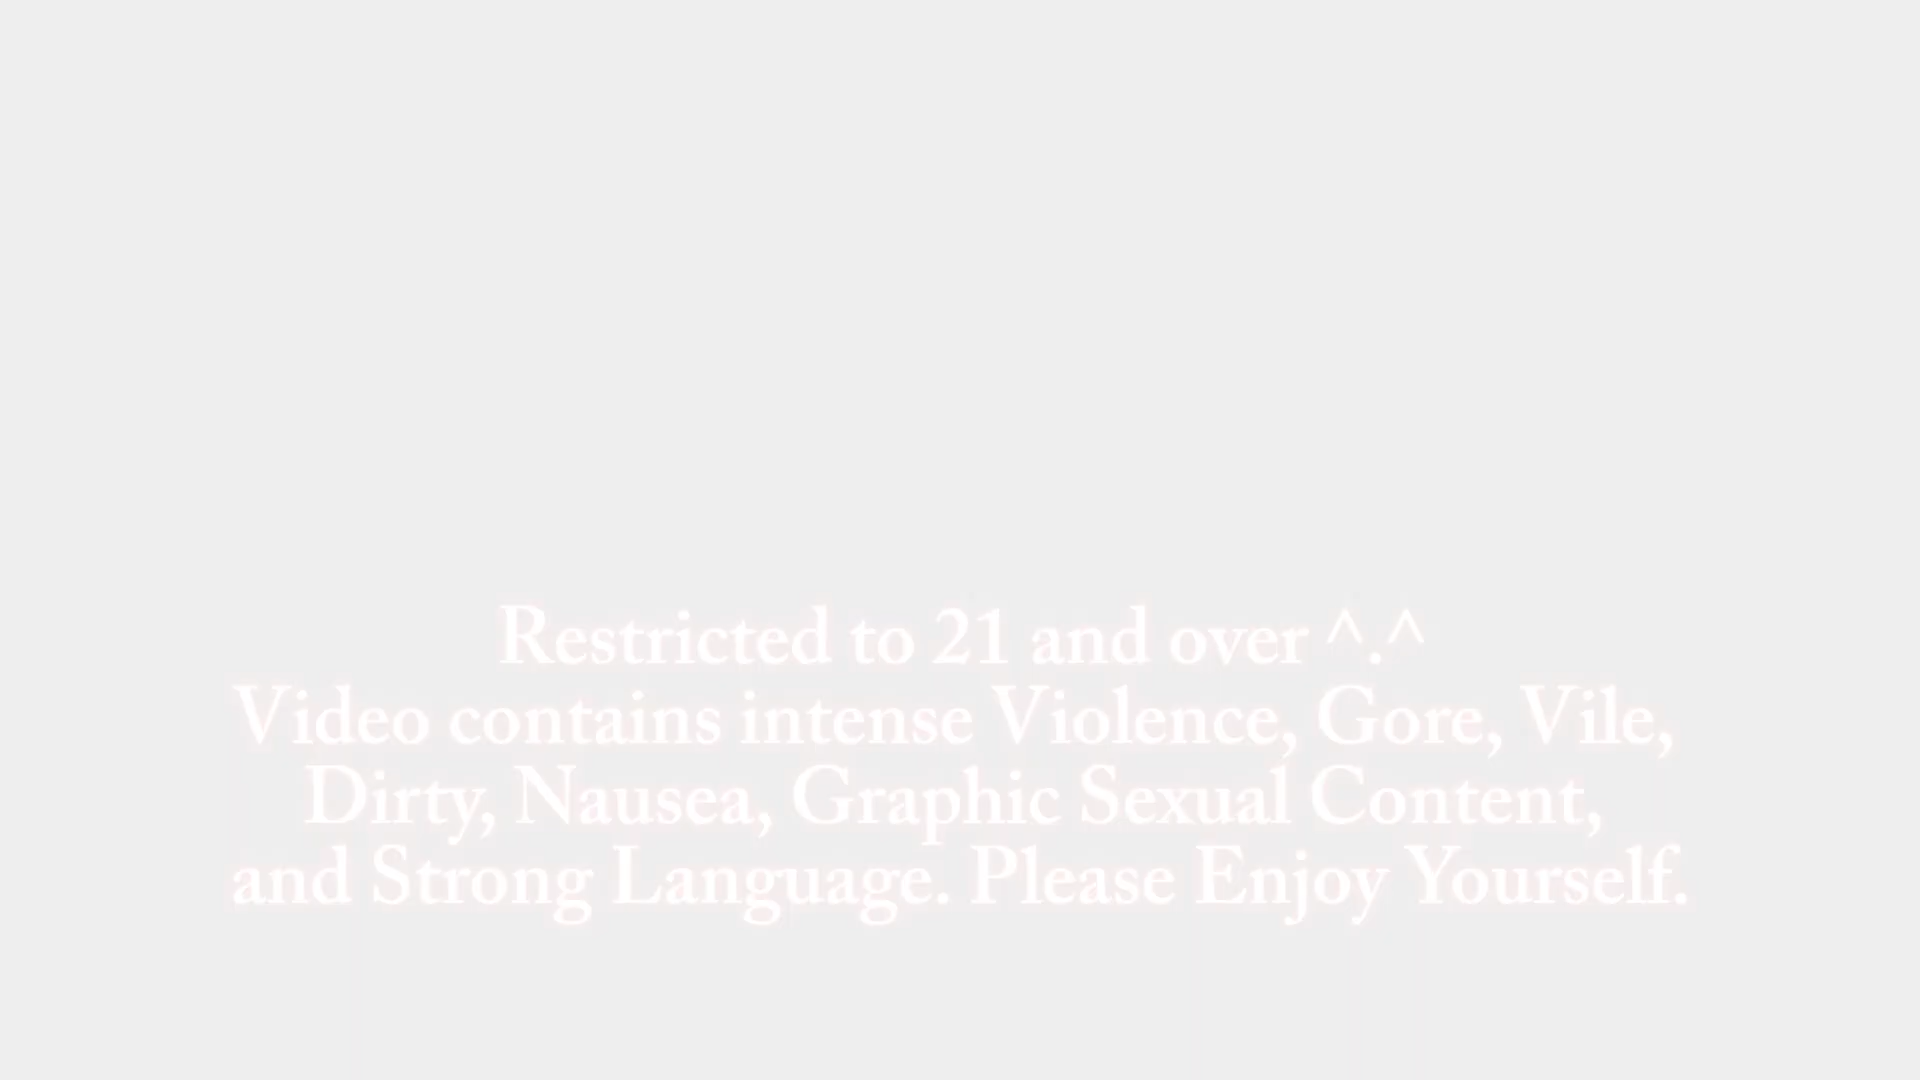 Restricted to 21 and over ^.^
Video contains intense Violence, Gore, Vile,
Dirty, Nausea, Graphic Sexual Content,
and Strong Language. Please Enjoy Yourself.